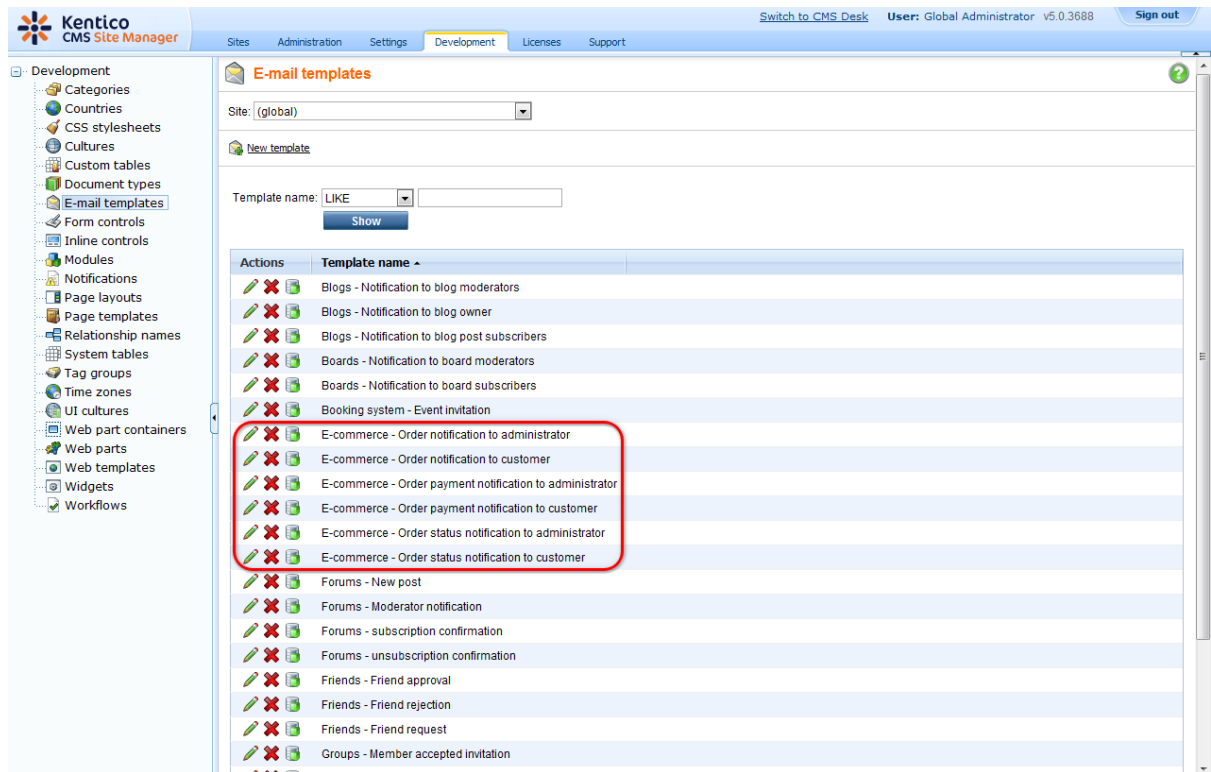 Kentico
CMS Site Manager
Switch to CMS Desk User: Global Administrator v5.0.3688 Sign out
Sites Administration Settings Development Licenses Support
Development
Categories
Countries
CSS stylesheets
Cultures
Custom tables
Document types
E-mail templates
Form controls
Inline controls
Modules
Notifications
Page layouts
Page templates
Relationship names
System tables
Tag groups
Time zones
UI cultures
Web part containers
Web parts
Web templates
Widgets
Workflows
E-mail templates
Site: (global)
New template
Template name: LIKE
Show
Actions Template name
Blogs - Notification to blog moderators
Blogs - Notification to blog owner
Blogs - Notification to blog post subscribers
Boards - Notification to board moderators
Boards - Notification to board subscribers
Booking system - Event invitation
E-commerce - Order notification to administrator
E-commerce - Order notification to customer
E-commerce - Order payment notification to administrator
E-commerce - Order payment notification to customer
E-commerce - Order status notification to administrator
E-commerce - Order status notification to customer
Forums - New post
Forums - Moderator notification
Forums - subscription confirmation
Forums - unsubscription confirmation
Friends - Friend approval
Friends - Friend rejection
Friends - Friend request
Groups - Member accepted invitation